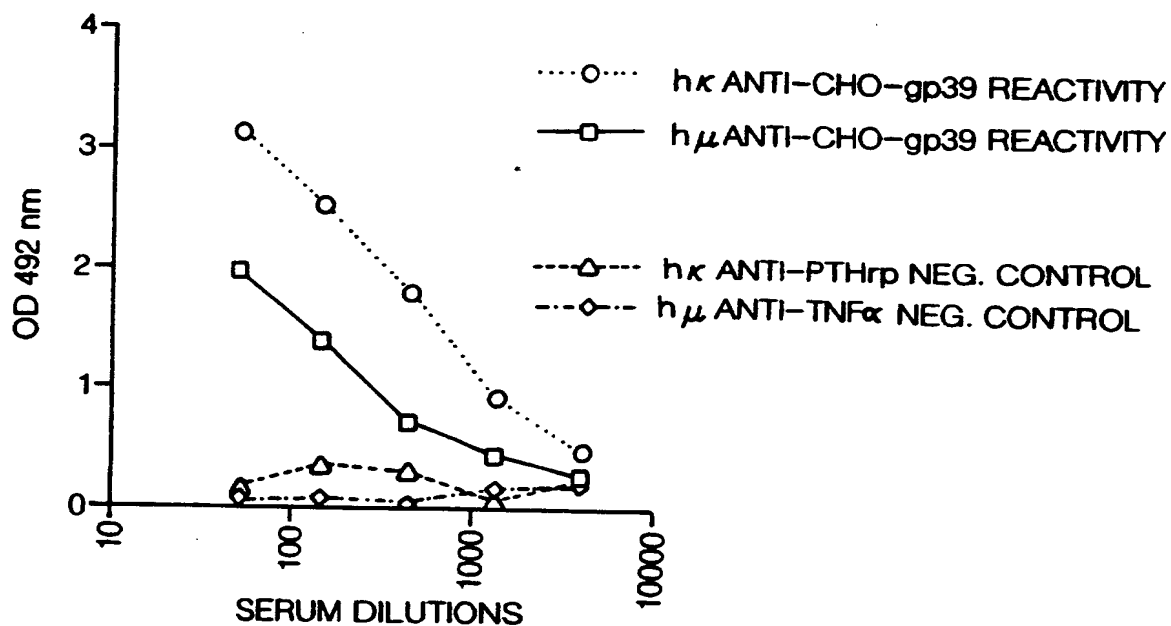 4
3
2
1
0
OD 492 nm
10
100
1000
10000
SERUM DILUTIONS
hκ ANTI-CHO-gp39 REACTIVITY
hμ ANTI-CHO-gp39 REACTIVITY
hκ ANTI-PTHrp NEG. CONTROL
hμ ANTI-TNFα NEG. CONTROL